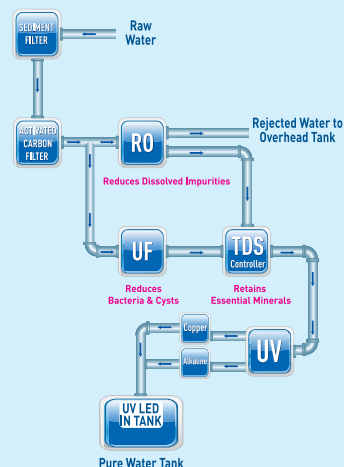 Raw
Water
SEDIMENT
FILTER
ACTIVATED
CARBON
FILTER
RO
Rejected Water to
Overhead Tank
Reduces Dissolved Impurities
UF
TDS
Controller
Reduces
Bacteria & Cysts
Retains
Essential Minerals
Copper
Alkaline
UV
UV LED
IN TANK
Pure Water Tank